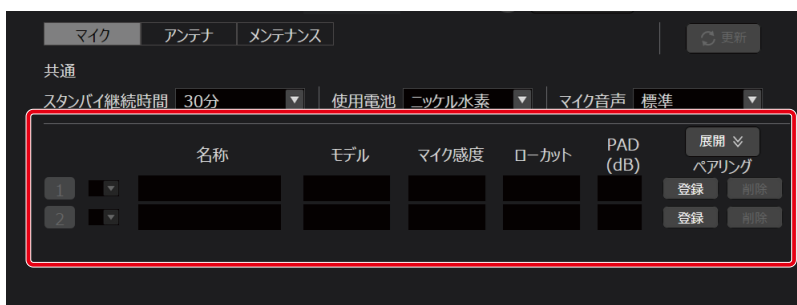 マイク アンテナ メンテナンス 更新
共通
スタンバイ継続時間 30分 使用電池 ニッケル水素 マイク音声 標準
展開
名称 モデル マイク感度 ローカット PAD (dB) ペアリング
1 登録 削除
2 登録 削除